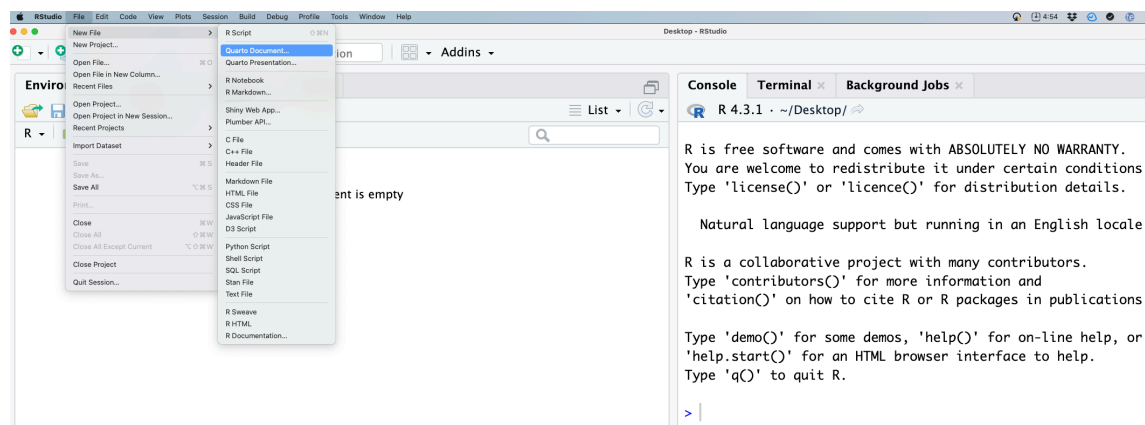 RStudio File Edit Code View Plots Session Build Debug Profile Tools Window Help
4:54
Desktop - RStudio
New File
New Project...
Open File... ⌘O
Open File in New Column...
Recent Files
Open Project...
Open Project in New Session...
Recent Projects
Import Dataset
Save ⌘S
Save As...
Save All ⌥⌘S
Print...
Close ⌘W
Close All ⇧⌘W
Close All Except Current ⌥⇧⌘W
Close Project
Quit Session...
R Script ⇧⌘N
Quarto Document...
Quarto Presentation...
R Notebook
R Markdown...
Shiny Web App...
Plumber API...
C File
C++ File
Header File
Markdown File
HTML File
CSS File
JavaScript File
D3 Script
Python Script
Shell Script
SQL Script
Stan File
Text File
R Sweave
R HTML
R Documentation...
ion
Addins
Enviro
List
R
ent is empty
Console Terminal Background Jobs
R 4.3.1 · ~/Desktop/
R is free software and comes with ABSOLUTELY NO WARRANTY.
You are welcome to redistribute it under certain conditions
Type 'license()' or 'licence()' for distribution details.
Natural language support but running in an English locale
R is a collaborative project with many contributors.
Type 'contributors()' for more information and
'citation()' on how to cite R or R packages in publications
Type 'demo()' for some demos, 'help()' for on-line help, or
'help.start()' for an HTML browser interface to help.
Type 'q()' to quit R.
>